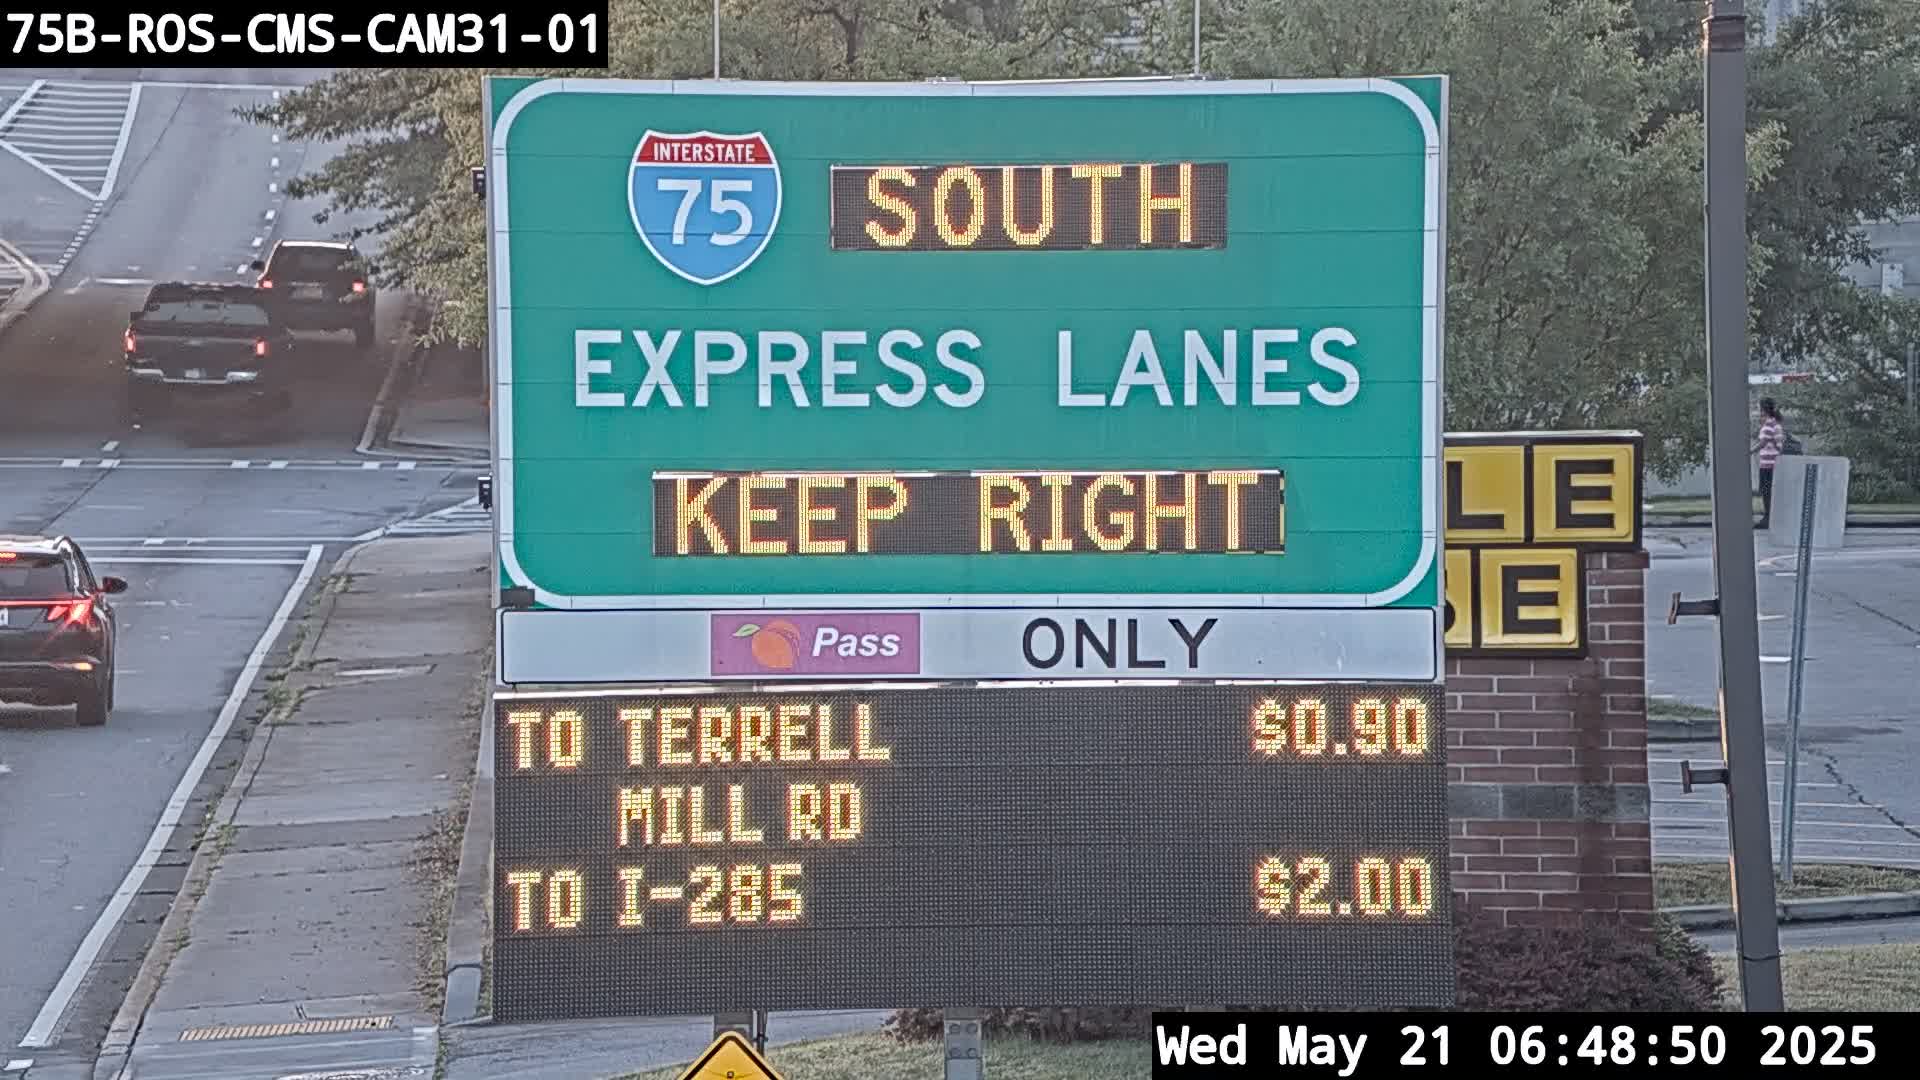 75B-ROS-CMS-CAM31-01
INTERSTATE
75
SOUTH
EXPRESS LANES
KEEP RIGHT
Pass ONLY
TO TERRELL $0.90
MILL RD
TO I-285 $2.00
LE
E
Wed May 21 06:48:50 2025